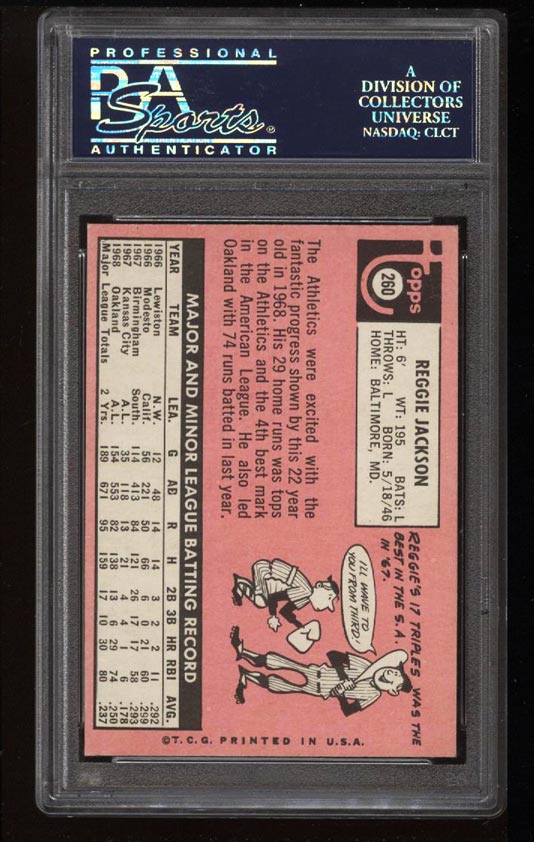 PROFESSIONAL
PSA
Sports®
AUTHENTICATOR
A
DIVISION OF
COLLECTORS
UNIVERSE
NASDAQ: CLCT
Topps
260
REGGIE JACKSON
HT: 6' WT: 195 BATS: L
THROWS: L BORN: 5/18/46
HOME: BALTIMORE, MD.
REGGIE'S 17 TRIPLES WAS THE
BEST IN THE S.A.
IN '67.
I'LL WAVE TO
YOU FROM THIRD!
The Athletics were excited with the
fantastic progress shown by this 22 year
old in 1968. His 29 home runs was tops
on the Athletics and the 4th best mark
in the American League. He also led
Oakland with 74 runs batted in last year.
MAJOR AND MINOR LEAGUE BATTING RECORD
YEAR TEAM LEA. G AB R H 2B 3B HR RBI AVG.
1966 Lewiston N.W. 12 48 14 14 3 2 2 11 .292
1966 Modesto Calif. 56 221 50 66 6 0 21 60 .299
1967 Birmingham South. 114 413 84 121 26 17 17 58 .293
1967 Kansas City A.L. 35 118 13 21 4 4 1 6 .178
1968 Oakland A.L. 154 553 82 138 13 6 29 74 .250
Major League Totals 2 Yrs. 189 671 95 159 17 10 30 80 .237
©T.C.G. PRINTED IN U.S.A.